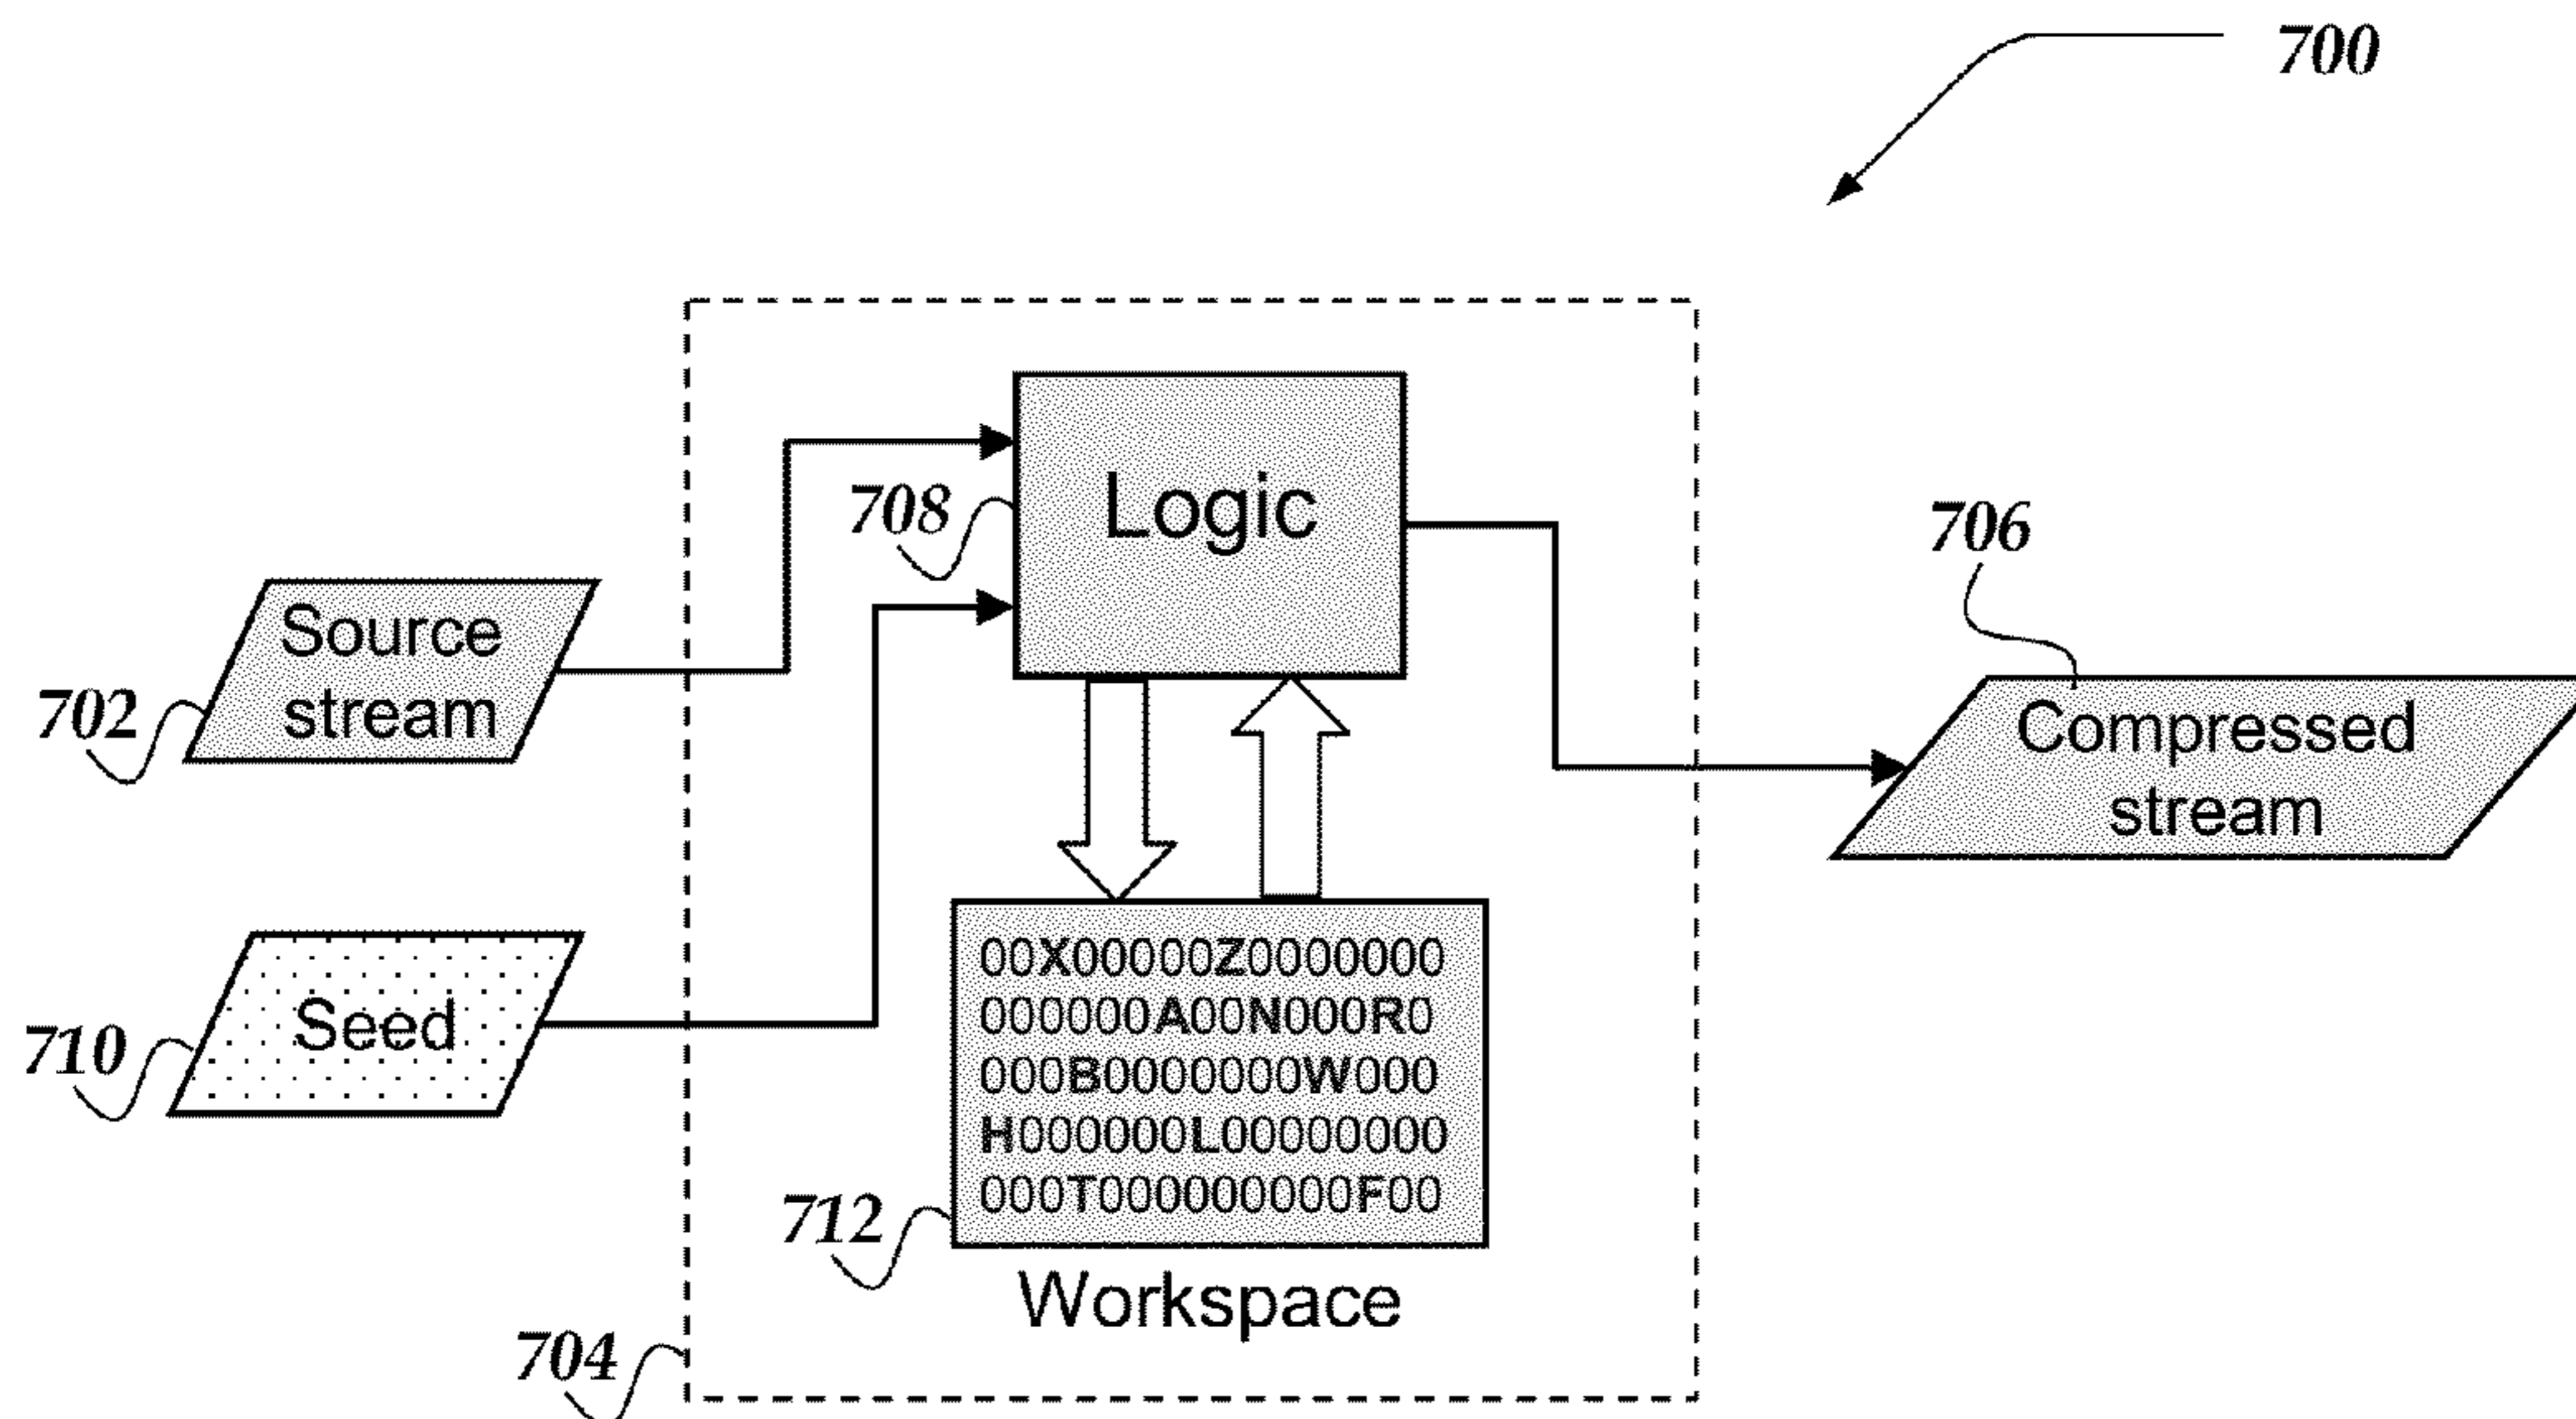 700
Logic
708
706
Source
stream
702
Compressed
stream
Seed
710
00X00000Z0000000
000000A00N000R0
000B0000000W000
H000000L00000000
000T000000000F00
712
Workspace
704